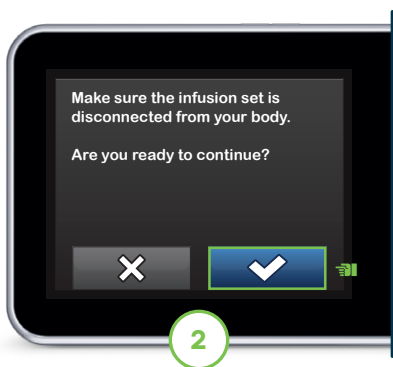 Make sure the infusion set is
disconnected from your body.
Are you ready to continue?
2